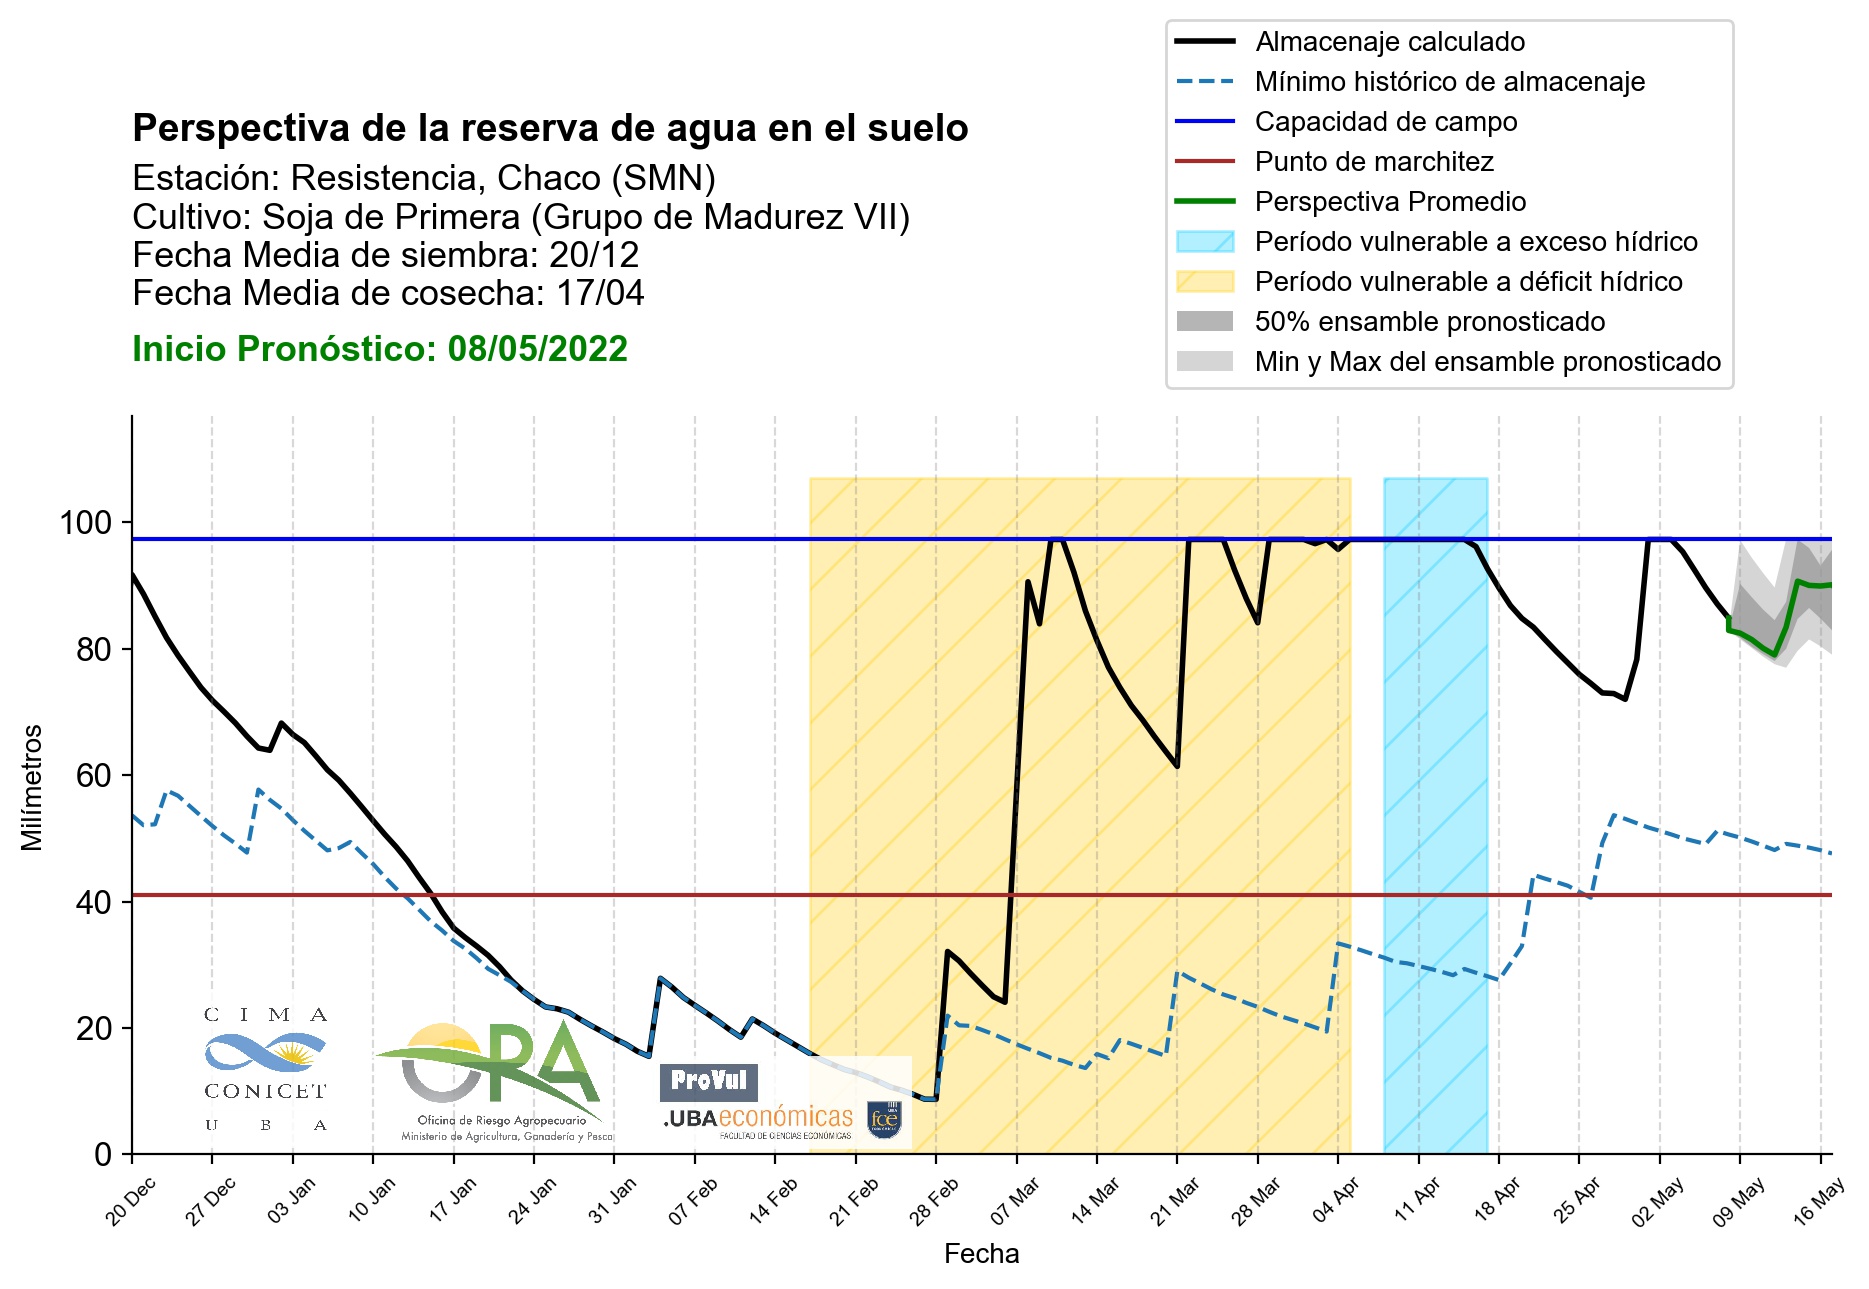 Almacenaje calculado
Mínimo histórico de almacenaje
Capacidad de campo
Punto de marchitez
Perspectiva Promedio
Período vulnerable a exceso hídrico
Período vulnerable a déficit hídrico
50% ensamble pronosticado
Min y Max del ensamble pronosticado
Perspectiva de la reserva de agua en el suelo
Estación: Resistencia, Chaco (SMN)
Cultivo: Soja de Primera (Grupo de Madurez VII)
Fecha Media de siembra: 20/12
Fecha Media de cosecha: 17/04
Inicio Pronóstico: 08/05/2022
100
80
60
40
20
0
Milímetros
CIMA
CONICET
UBA
ORA
Oficina de Riesgo Agropecuario
Ministerio de Agricultura, Ganadería y Pesca
ProVul
.UBAeconómicas
FACULTAD DE CIENCIAS ECONÓMICAS
UBA
fce
ECONÓMICAS
20 Dec
27 Dec
03 Jan
10 Jan
17 Jan
24 Jan
31 Jan
07 Feb
14 Feb
21 Feb
28 Feb
07 Mar
14 Mar
21 Mar
28 Mar
04 Apr
11 Apr
18 Apr
25 Apr
02 May
09 May
16 May
Fecha